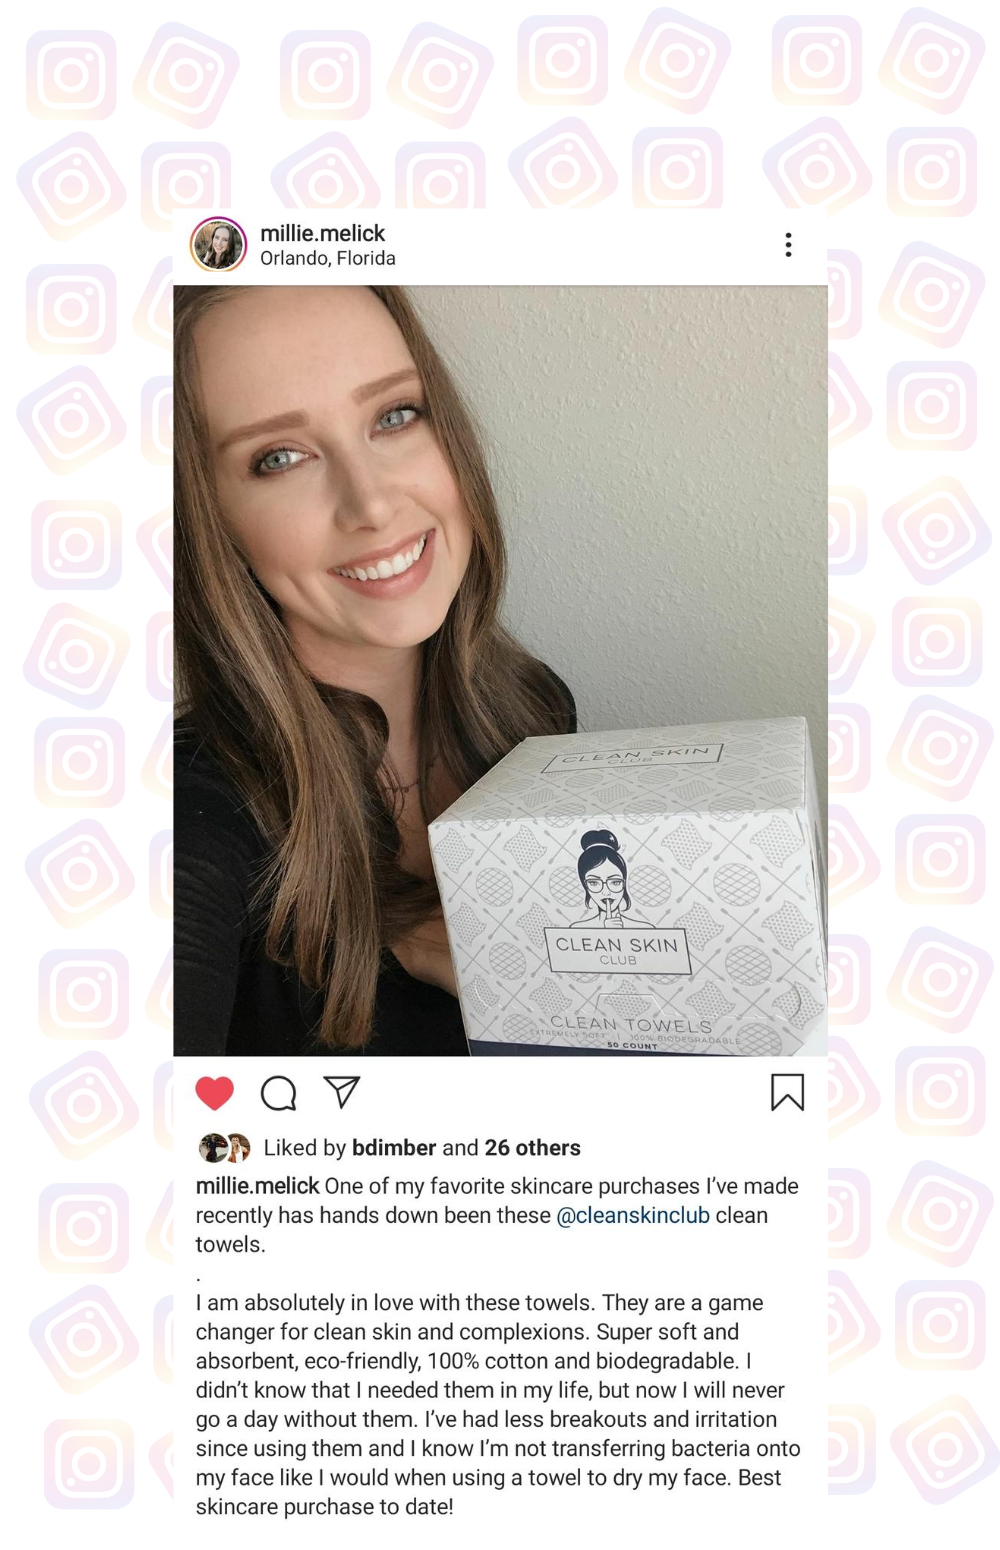 millie.melick
Orlando, Florida
CLEAN SKIN
CLUB
CLEAN SKIN
CLUB
CLEAN TOWELS
EXTREMELY SOFT | 100% BIODEGRADABLE
50 COUNT
Liked by bdimber and 26 others
millie.melick One of my favorite skincare purchases I’ve made
recently has hands down been these @cleanskinclub clean
towels.
.
I am absolutely in love with these towels. They are a game
changer for clean skin and complexions. Super soft and
absorbent, eco-friendly, 100% cotton and biodegradable. I
didn’t know that I needed them in my life, but now I will never
go a day without them. I’ve had less breakouts and irritation
since using them and I know I’m not transferring bacteria onto
my face like I would when using a towel to dry my face. Best
skincare purchase to date!